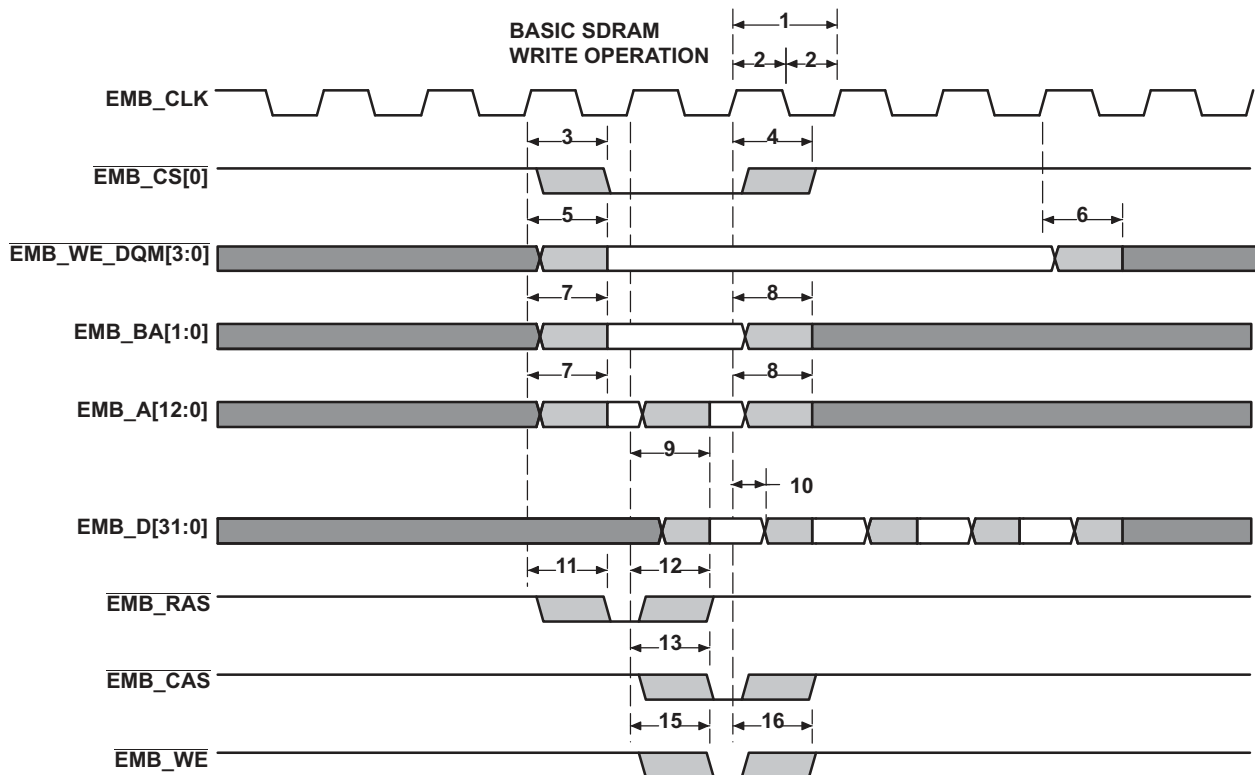 1
BASIC SDRAM
WRITE OPERATION
2 2
EMB_CLK
3 4
EMB_CS[0]
5 6
EMB_WE_DQM[3:0]
7 8
EMB_BA[1:0]
7 8
EMB_A[12:0]
9
10
EMB_D[31:0]
11 12
EMB_RAS
13
EMB_CAS
15 16
EMB_WE